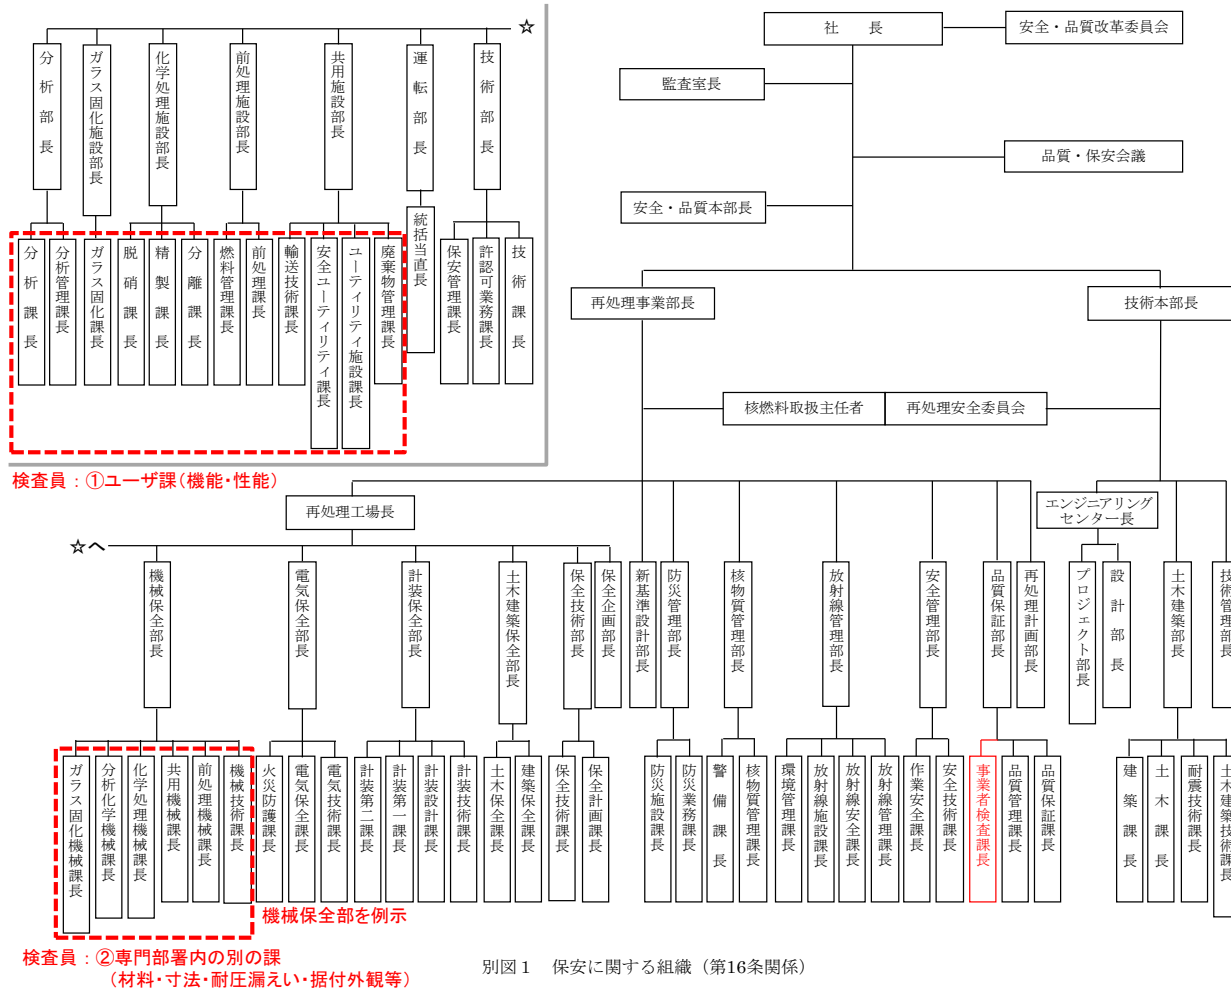 ☆
分析部長
ガラス固化施設部長
化学処理施設部長
前処理施設部長
共用施設部長
運転部長
技術部長
分析課長
分析管理課長
ガラス固化課長
脱硝課長
精製課長
分離課長
燃料管理課長
前処理課長
輸送技術課長
安全ユーティリティ課長
ユーティリティ施設課長
廃棄物管理課長
統括当直長
保安管理課長
許認可業務課長
技術課長
検査員：①ユーザ課（機能・性能）
社　長
安全・品質改革委員会
監査室長
品質・保安会議
安全・品質本部長
再処理事業部長
技術本部長
核燃料取扱主任者
再処理安全委員会
再処理工場長
エンジニアリング
センター長
☆へ
機械保全部長
電気保全部長
計装保全部長
土木建築保全部長
保全技術部長
保全企画部長
新基準設計部長
防災管理部長
核物質管理部長
放射線管理部長
安全管理部長
品質保証部長
再処理計画部長
プロジェクト部長
設計部長
土木建築部長
技術管理部長
ガラス固化機械課長
分析化学機械課長
化学処理機械課長
共用機械課長
前処理機械課長
機械技術課長
火災防護課長
電気保全課長
電気技術課長
計装第二課長
計装第一課長
計装設計課長
計装技術課長
土木保全課長
建築保全課長
保全技術課長
保全計画課長
防災施設課長
防災業務課長
警備課長
核物質管理課長
環境管理課長
放射線施設課長
放射線安全課長
放射線管理課長
作業安全課長
安全技術課長
事業者検査課長
品質管理課長
品質保証課長
建築課長
土木課長
耐震技術課長
土木建築技術課長
機械保全部を例示
検査員：②専門部署内の別の課
（材料・寸法・耐圧漏えい・据付外観等）
別図１　保安に関する組織（第16条関係）